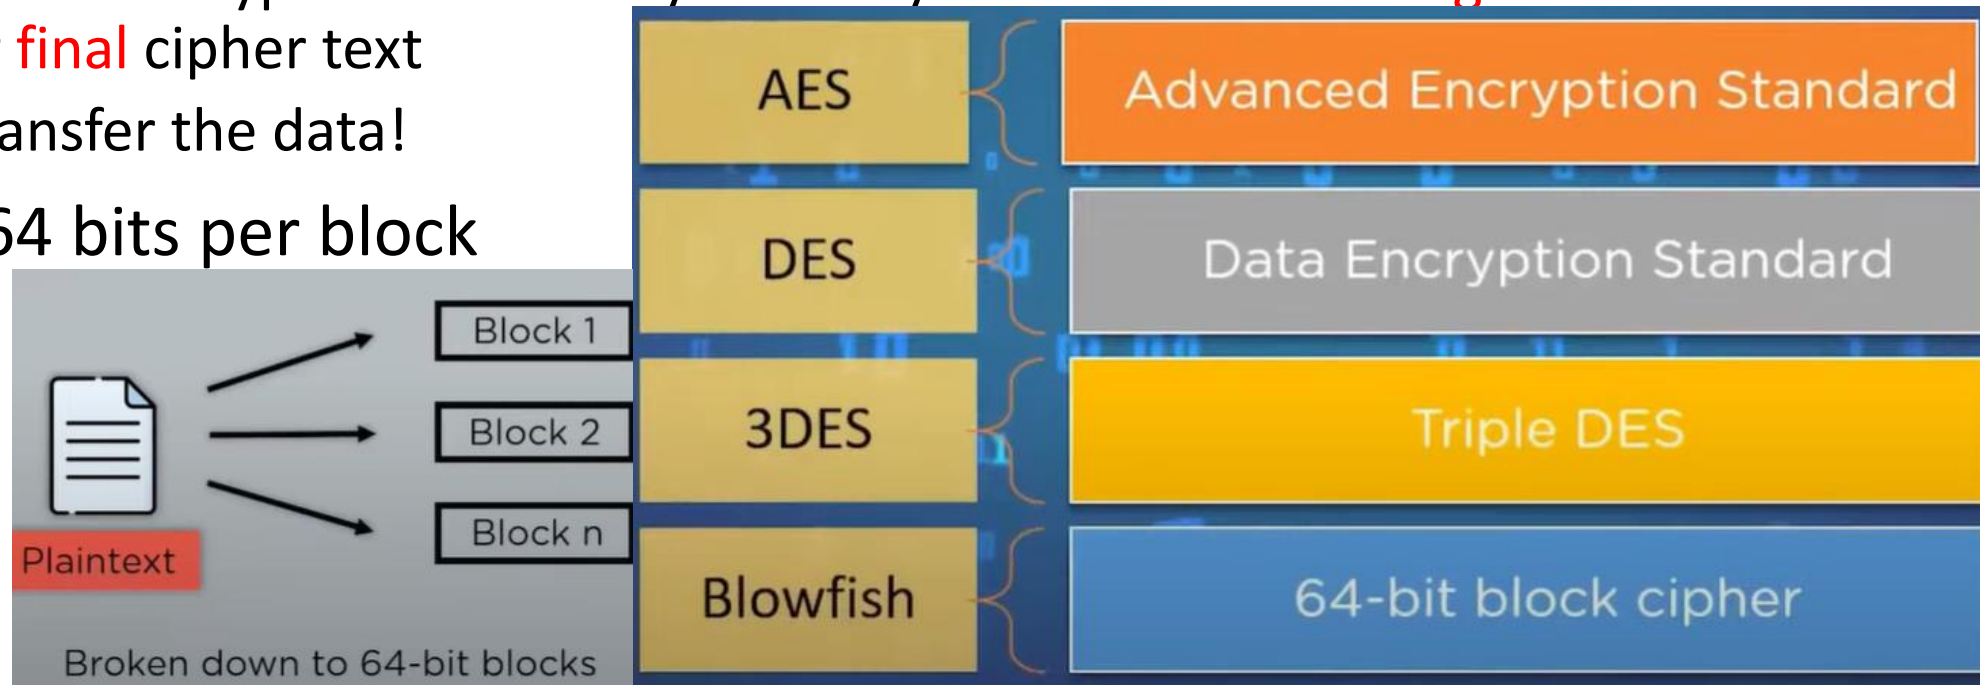 final cipher text
ansfer the data!
64 bits per block
Block 1
Block 2
Block n
Plaintext
Broken down to 64-bit blocks
AES
Advanced Encryption Standard
DES
Data Encryption Standard
3DES
Triple DES
Blowfish
64-bit block cipher